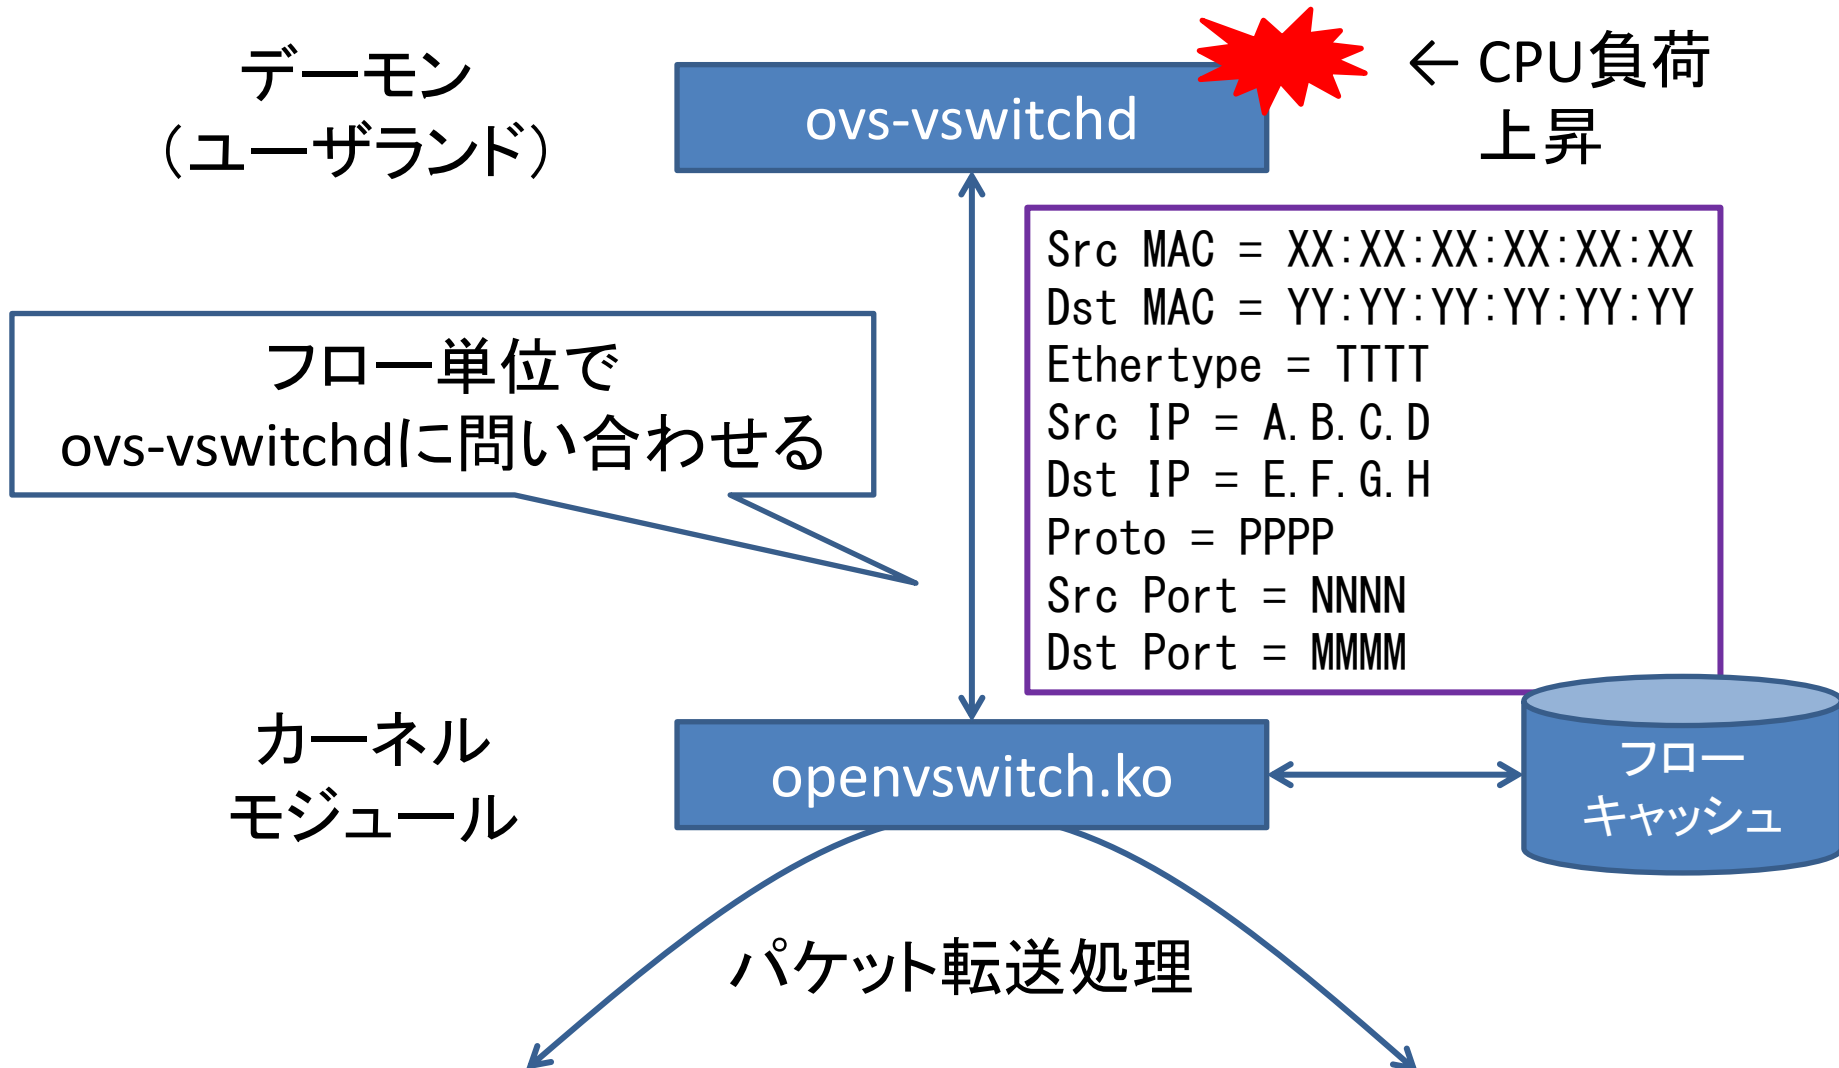 デーモン
（ユーザランド）
ovs-vswitchd
← CPU負荷
上昇
Src MAC = XX:XX:XX:XX:XX:XX
Dst MAC = YY:YY:YY:YY:YY:YY
Ethertype = TTTT
Src IP = A.B.C.D
Dst IP = E.F.G.H
Proto = PPPP
Src Port = NNNN
Dst Port = MMMM
フロー単位で
ovs-vswitchdに問い合わせる
カーネル
モジュール
openvswitch.ko
フロー
キャッシュ
パケット転送処理